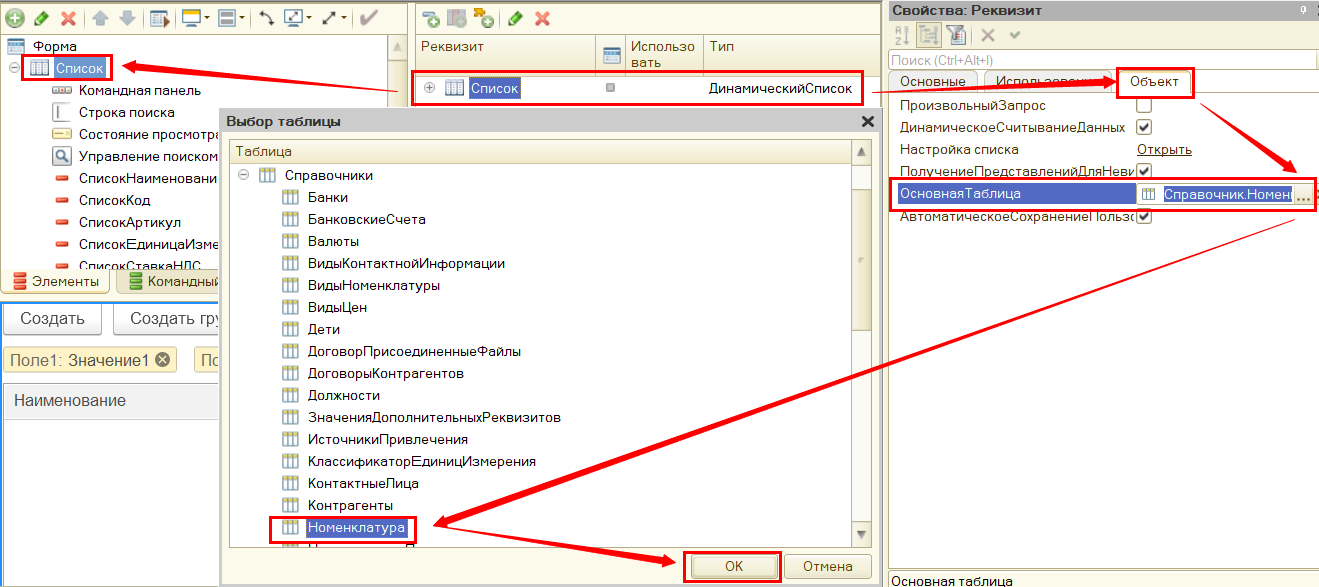 Форма
Список
Командная панель
Строка поиска
Состояние просмотра
Управление поиском
СписокНаименовани
СписокКод
СписокАртикул
СписокЕдиницаИзме
СписокСтавкаНДС
Элементы
Командный
Создать
Создать гру
Поле1: Значение1
По
Наименование
Реквизит
Использо
вать
Тип
Список
ДинамическийСписок
Выбор таблицы
Таблица
Справочники
Банки
БанковскиеСчета
Валюты
ВидыКонтактнойИнформации
ВидыНоменклатуры
ВидыЦен
Дети
ДоговорПрисоединенныеФайлы
ДоговорыКонтрагентов
Должности
ЗначенияДополнительныхРеквизитов
ИсточникиПривлечения
КлассификаторЕдиницИзмерения
КонтактныеЛица
Контрагенты
Номенклатура
OK
Отмена
Свойства: Реквизит
Поиск (Ctrl+Alt+I)
Основные
Использование
Объект
ПроизвольныйЗапрос
ДинамическоеСчитываниеДанных
Настройка списка
Открыть
ПолучениеПредставленийДляНеви
ОсновнаяТаблица
Справочник.Номен
...
АвтоматическоеСохранениеПользо
Основная таблица